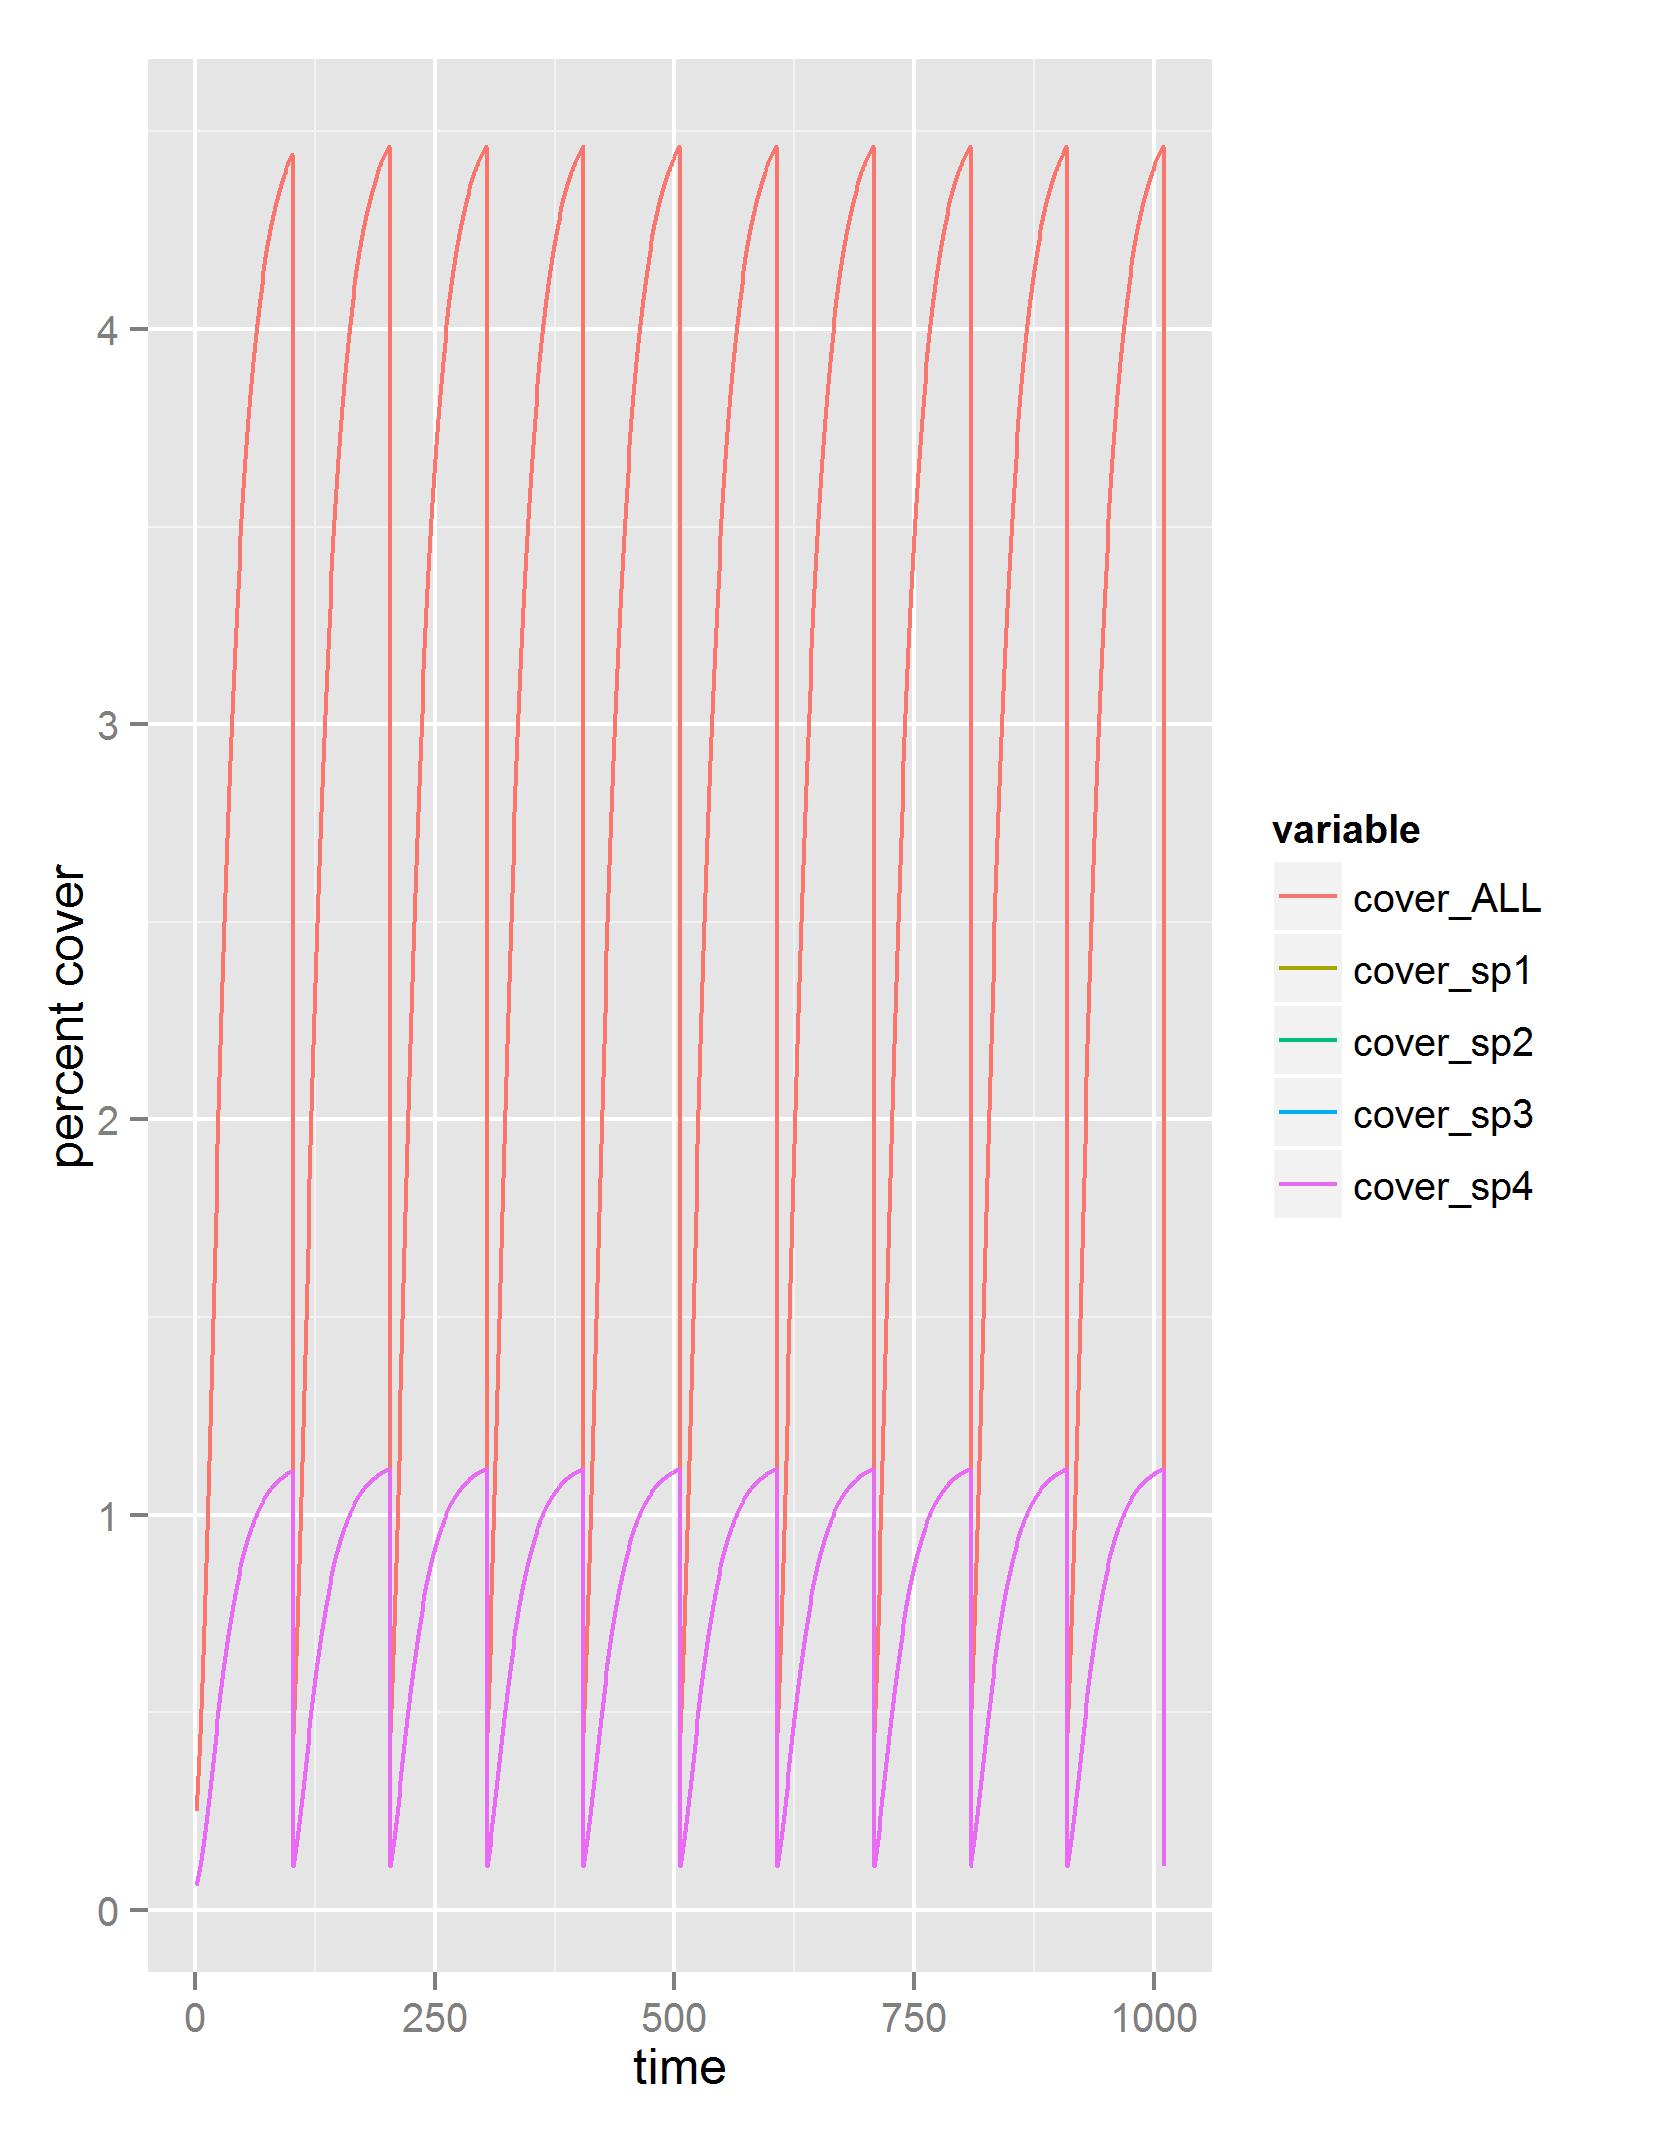 percent cover
4
3
2
1
0
0 250 500 750 1000
time
variable
cover_ALL
cover_sp1
cover_sp2
cover_sp3
cover_sp4